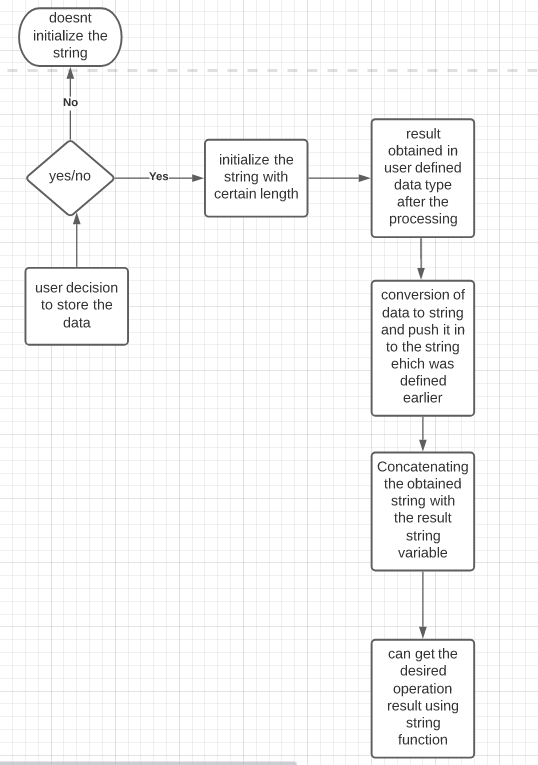 doesnt
initialize the
string
No
yes/no
Yes
initialize the
string with
certain length
result
obtained in
user defined
data type
after the
processing
user decision
to store the
data
conversion of
data to string
and push it in
to the string
ehich was
defined
earlier
Concatenating
the obtained
string with
the result
string
variable
can get the
desired
operation
result using
string
function